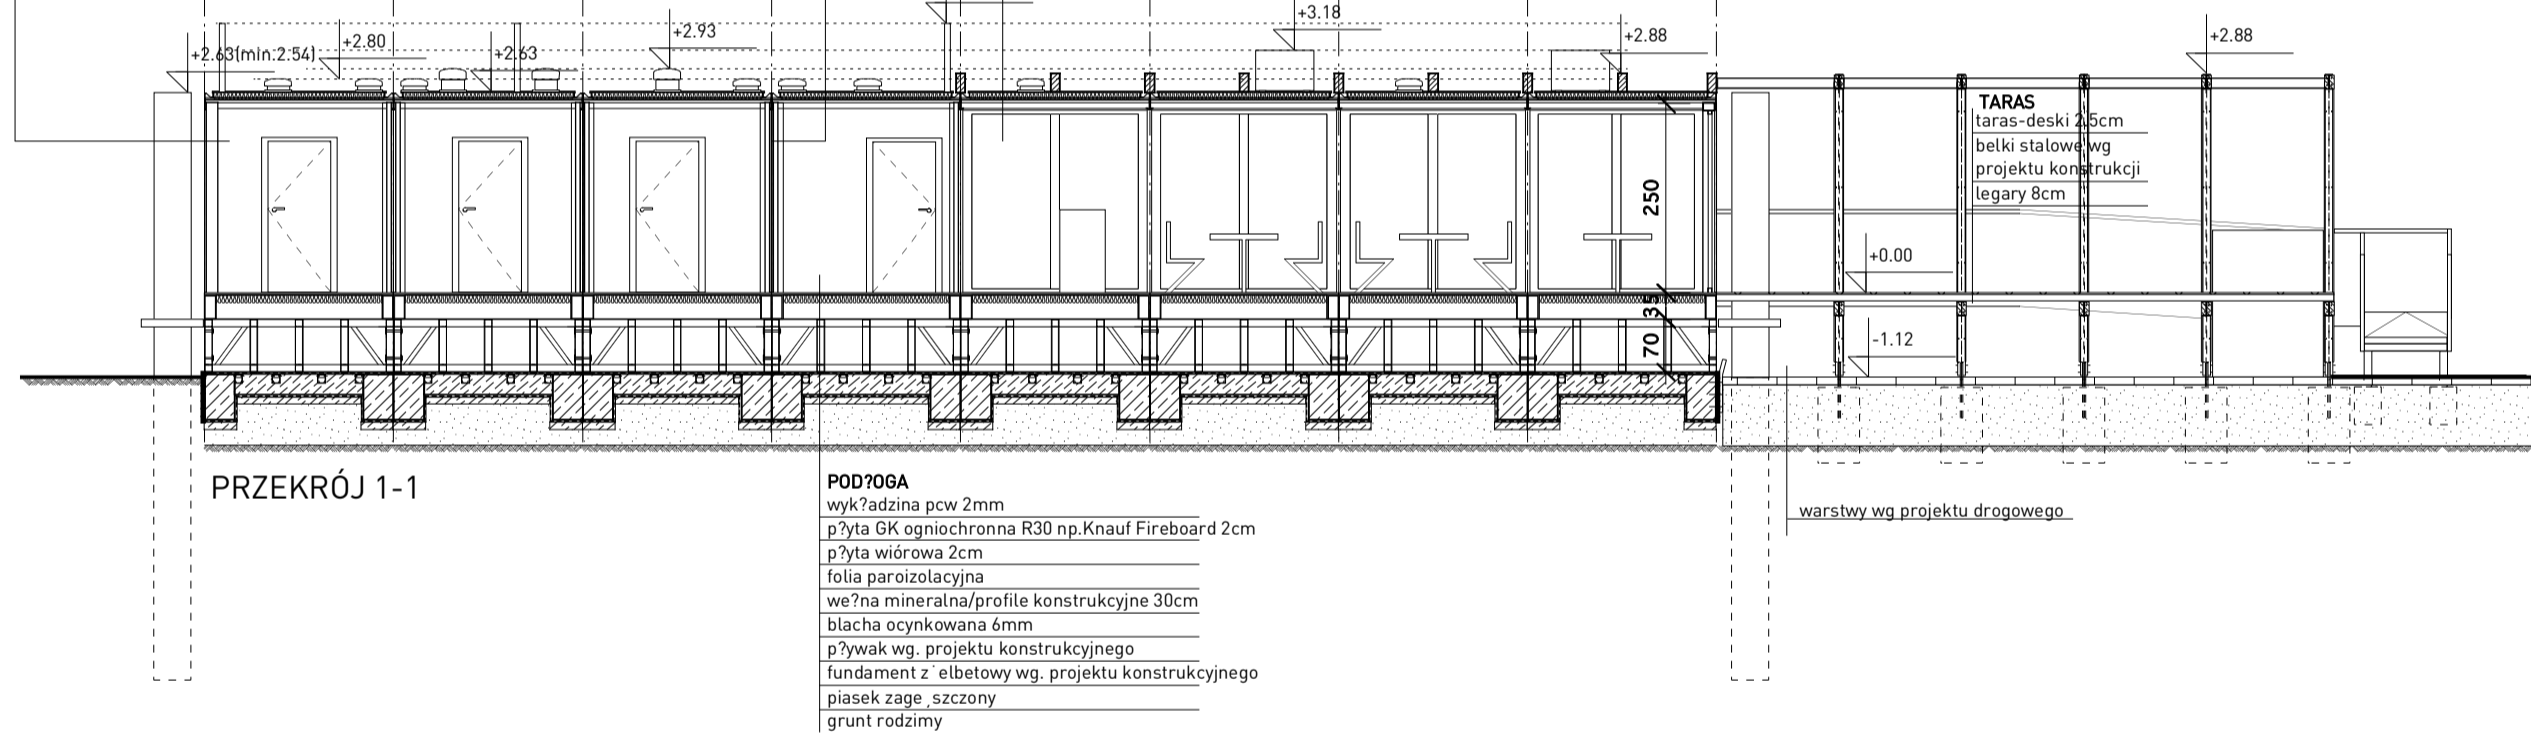 +3.18
+2.93
+2.80
+2.88
+2.88
+2.63(min.2.54)
+2.63
TARAS
taras-deski 2,5cm
belki stalowe wg
projektu konstrukcji
legary 8cm
250
+0.00
35
-1.12
70
PRZEKRÓJ 1-1
POD?OGA
wyk?adzina pcw 2mm
p?yta GK ogniochronna R30 np.Knauf Fireboard 2cm
p?yta wiórowa 2cm
folia paroizolacyjna
we?na mineralna/profile konstrukcyjne 30cm
blacha ocynkowana 6mm
p?ywak wg. projektu konstrukcyjnego
fundament z˙elbetowy wg. projektu konstrukcyjnego
piasek zage ̨szczony
grunt rodzimy
warstwy wg projektu drogowego